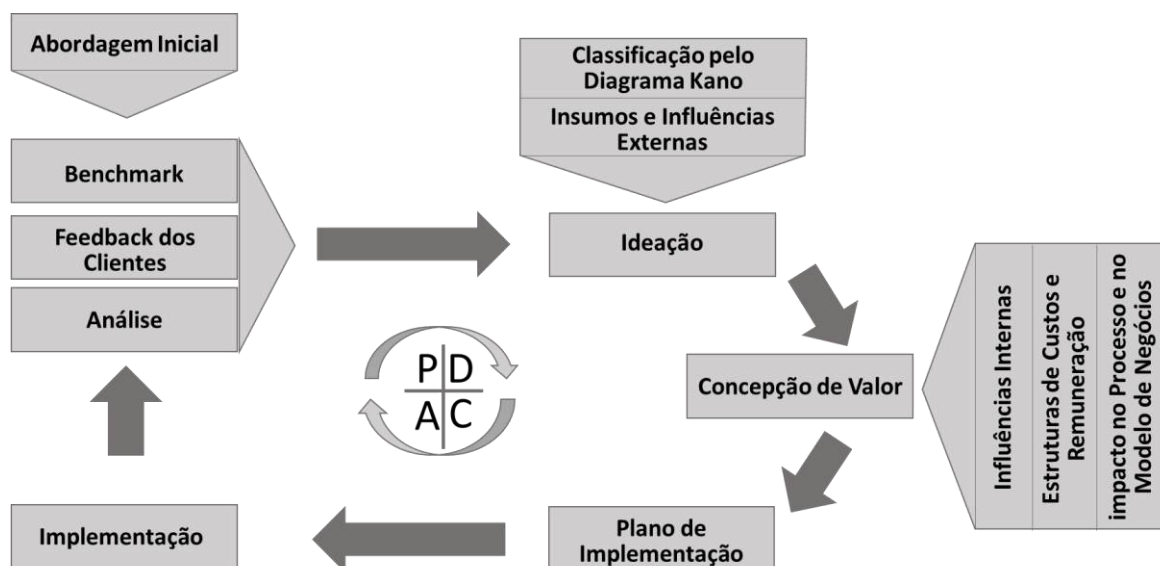 Abordagem Inicial
Benchmark
Feedback dos
Clientes
Análise
Classificação pelo
Diagrama Kano
Insumos e Influências
Externas
Ideação
Concepção de Valor
Influências Internas
Estruturas de Custos e
Remuneração
impacto no Processo e no
Modelo de Negócios
P D
A C
Plano de
Implementação
Implementação